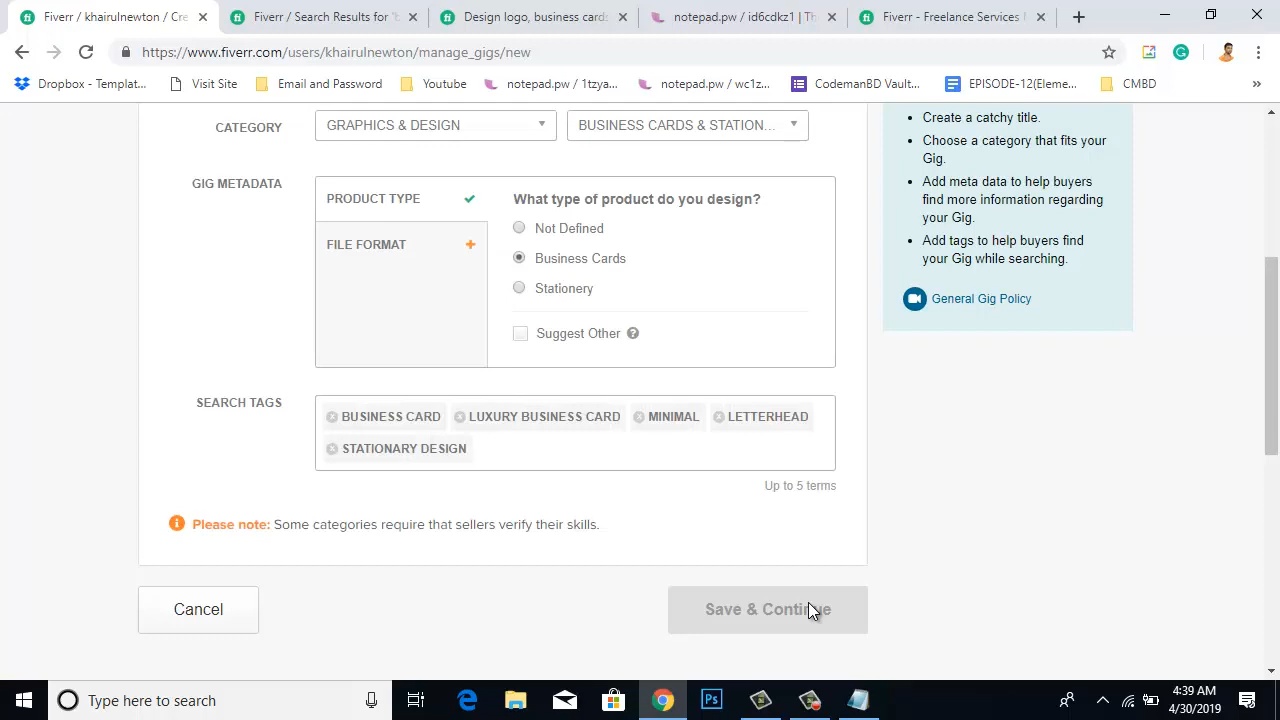 Fiverr / khairulnewton / Cre
Fiverr / Search Results for 'b
Design logo, business cards
notepad.pw / id6cdkz1 | Th
Fiverr - Freelance Services
https://www.fiverr.com/users/khairulnewton/manage_gigs/new
Dropbox - Templat...
Visit Site
Email and Password
Youtube
notepad.pw / 1tzya...
notepad.pw / wc1z...
CodemanBD Vault...
EPISODE-12(Eleme...
CMBD
»
CATEGORY
GRAPHICS & DESIGN
BUSINESS CARDS & STATION...
GIG METADATA
PRODUCT TYPE
FILE FORMAT
What type of product do you design?
Not Defined
Business Cards
Stationery
Suggest Other ?
SEARCH TAGS
BUSINESS CARD
LUXURY BUSINESS CARD
MINIMAL
LETTERHEAD
STATIONARY DESIGN
Up to 5 terms
Please note: Some categories require that sellers verify their skills.
Cancel
Save & Continue
• Create a catchy title.
• Choose a category that fits your
Gig.
• Add meta data to help buyers
find more information regarding
your Gig.
• Add tags to help buyers find
your Gig while searching.
General Gig Policy
Type here to search
4:39 AM
4/30/2019